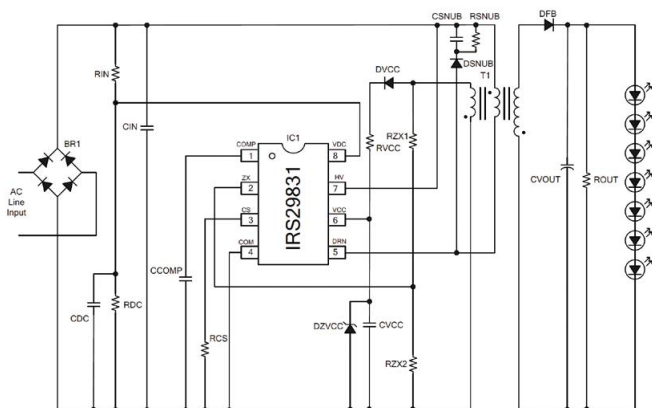 CSNUB
RSNUB
DFB
DSNUB
T1
DVCC
RIN
CIN
IC1
RVCC
RZX1
COMP
VDC
1
8
BR1
ZX
HV
2
7
AC
Line
Input
CS
VCC
3
6
IRS29831
CVOUT
ROUT
COM
DRN
4
5
CCOMP
CDC
RDC
DZVCC
CVCC
RCS
RZX2